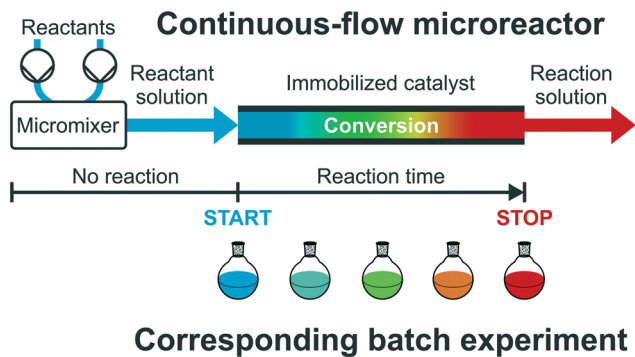 Continuous-flow microreactor
Reactants
Reactant
solution
Immobilized catalyst
Reaction
solution
Micromixer
Conversion
No reaction
Reaction time
START
STOP
Corresponding batch experiment